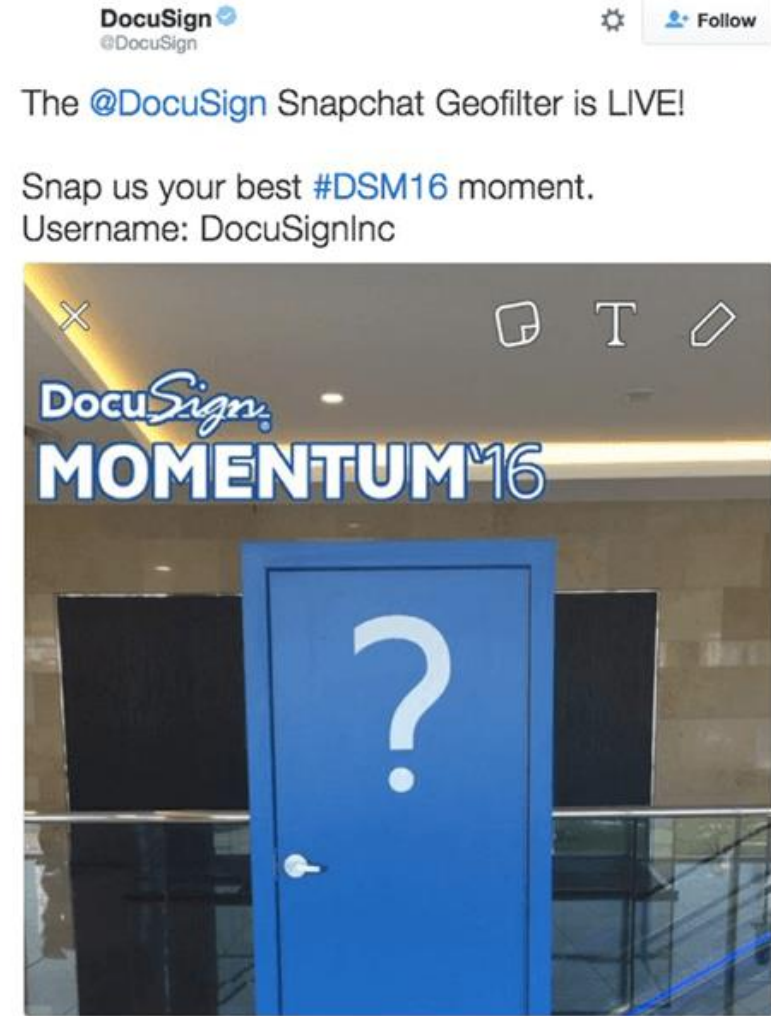 DocuSign
@DocuSign
Follow
The @DocuSign Snapchat Geofilter is LIVE!
Snap us your best #DSM16 moment.
Username: DocuSignInc
T
DocuSign
MOMENTUM'16
?